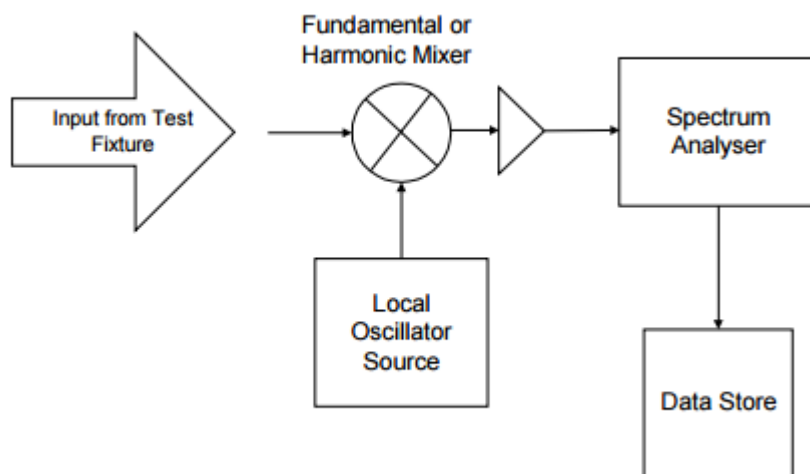 Fundamental or
Harmonic Mixer
Input from Test
Fixture
Spectrum
Analyser
Local
Oscillator
Source
Data Store